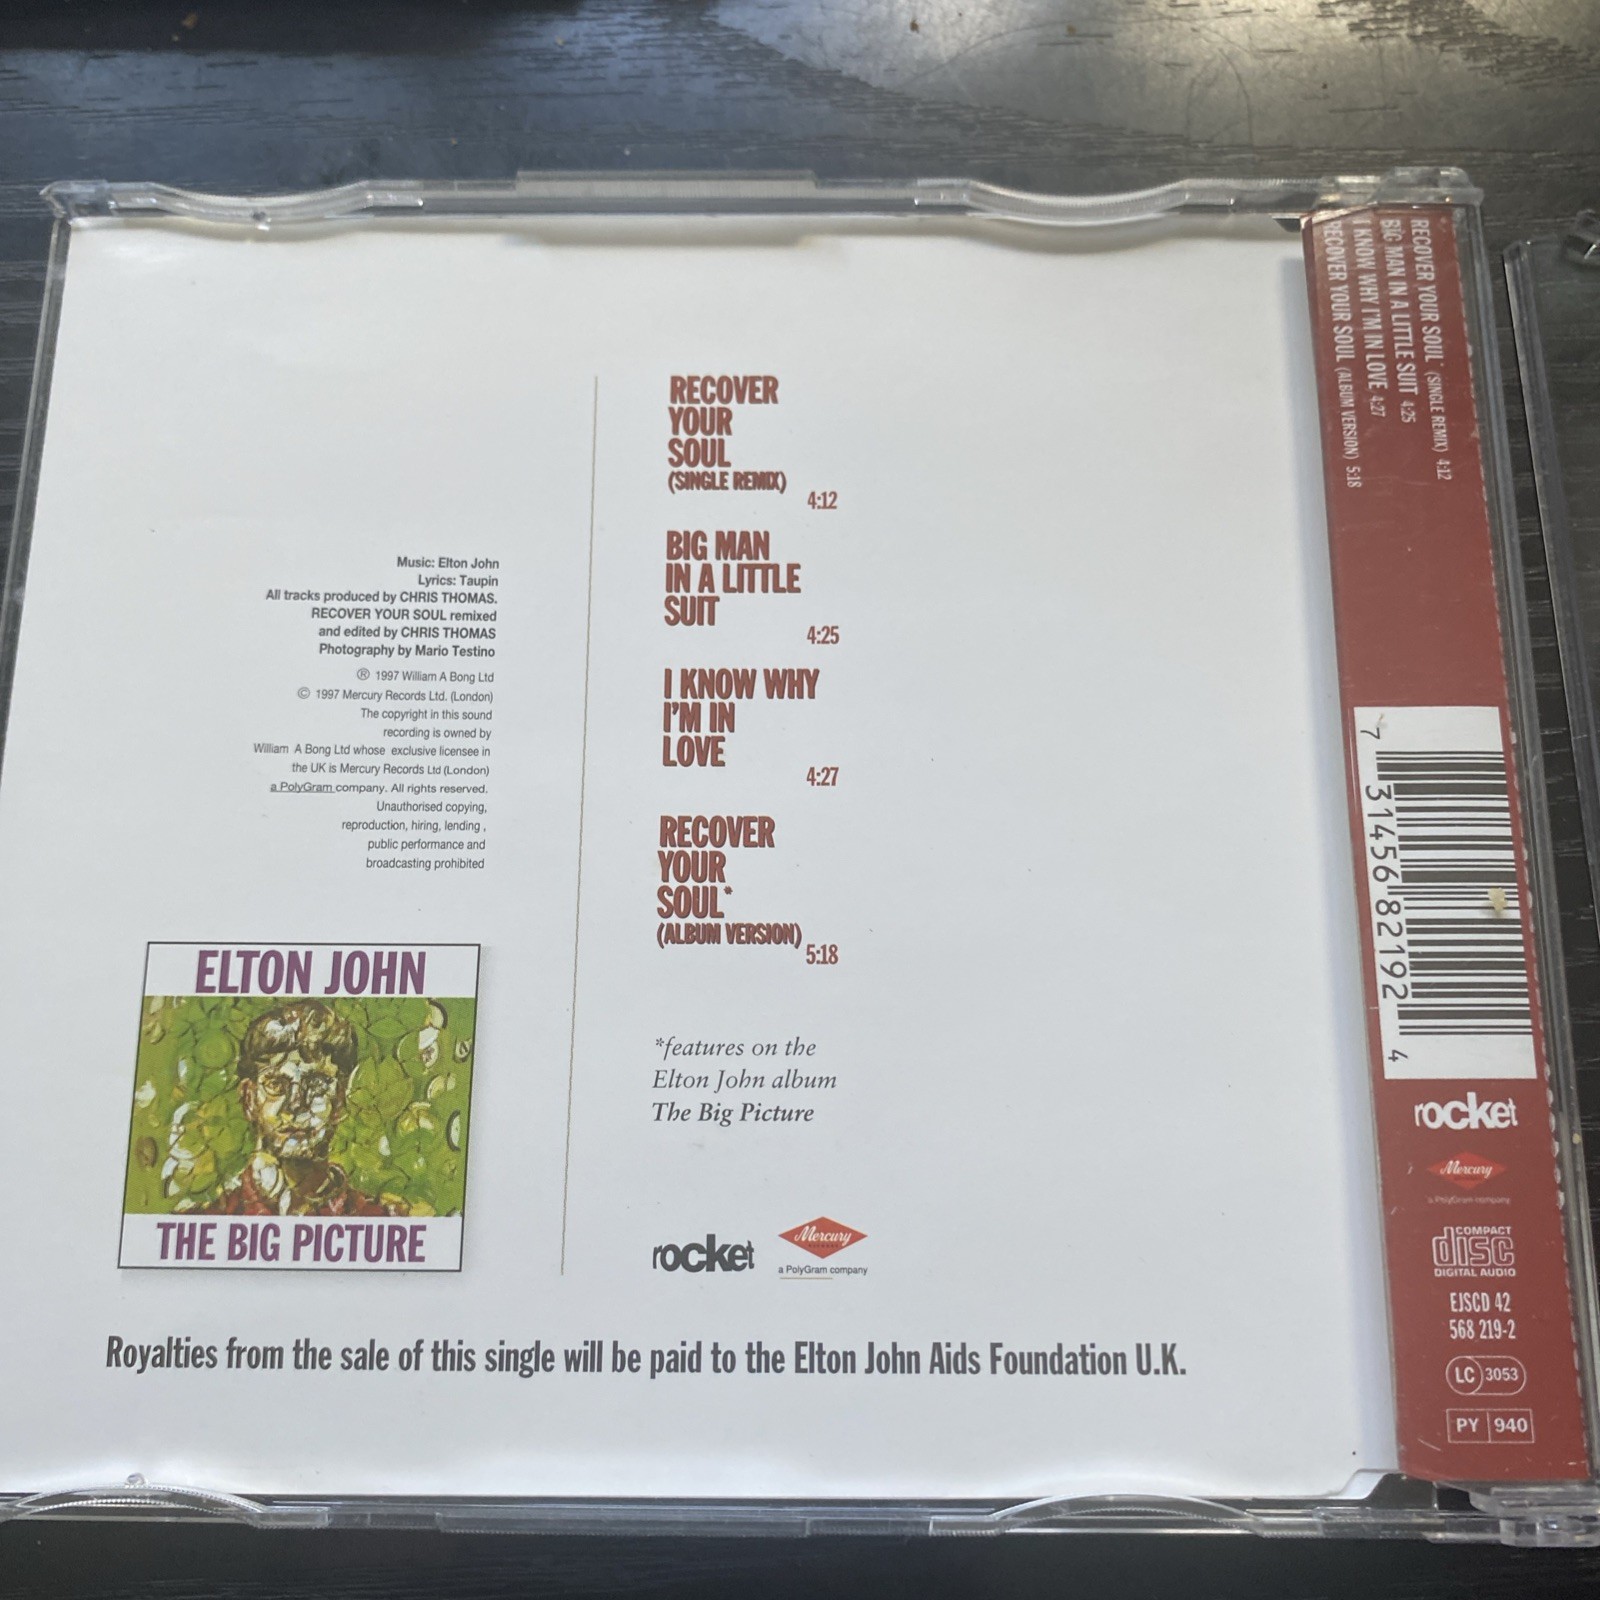 Music: Elton John
Lyrics: Taupin
All tracks produced by CHRIS THOMAS.
RECOVER YOUR SOUL remixed
and edited by CHRIS THOMAS
Photography by Mario Testino
Ⓟ 1997 William A Bong Ltd
© 1997 Mercury Records Ltd. (London)
The copyright in this sound
recording is owned by
William A Bong Ltd whose exclusive licensee in
the UK is Mercury Records Ltd (London)
a PolyGram company. All rights reserved.
Unauthorised copying,
reproduction, hiring, lending ,
public performance and
broadcasting prohibited
ELTON JOHN
THE BIG PICTURE
RECOVER
YOUR
SOUL
(SINGLE REMIX)
4:12
BIG MAN
IN A LITTLE
SUIT
4:25
I KNOW WHY
I'M IN
LOVE
4:27
RECOVER
YOUR
SOUL*
(ALBUM VERSION)
5:18
*features on the
Elton John album
The Big Picture
rocket
Mercury
a PolyGram company
Royalties from the sale of this single will be paid to the Elton John Aids Foundation U.K.
RECOVER YOUR SOUL* (SINGLE REMIX) 4:12
BIG MAN IN A LITTLE SUIT 4:25
I KNOW WHY I'M IN LOVE 4:27
RECOVER YOUR SOUL (ALBUM VERSION) 5:18
7 31456 82192 4
rocket
Mercury
a PolyGram company
COMPACT
disc
DIGITAL AUDIO
EJSCD 42
568 219-2
LC 3053
PY 940